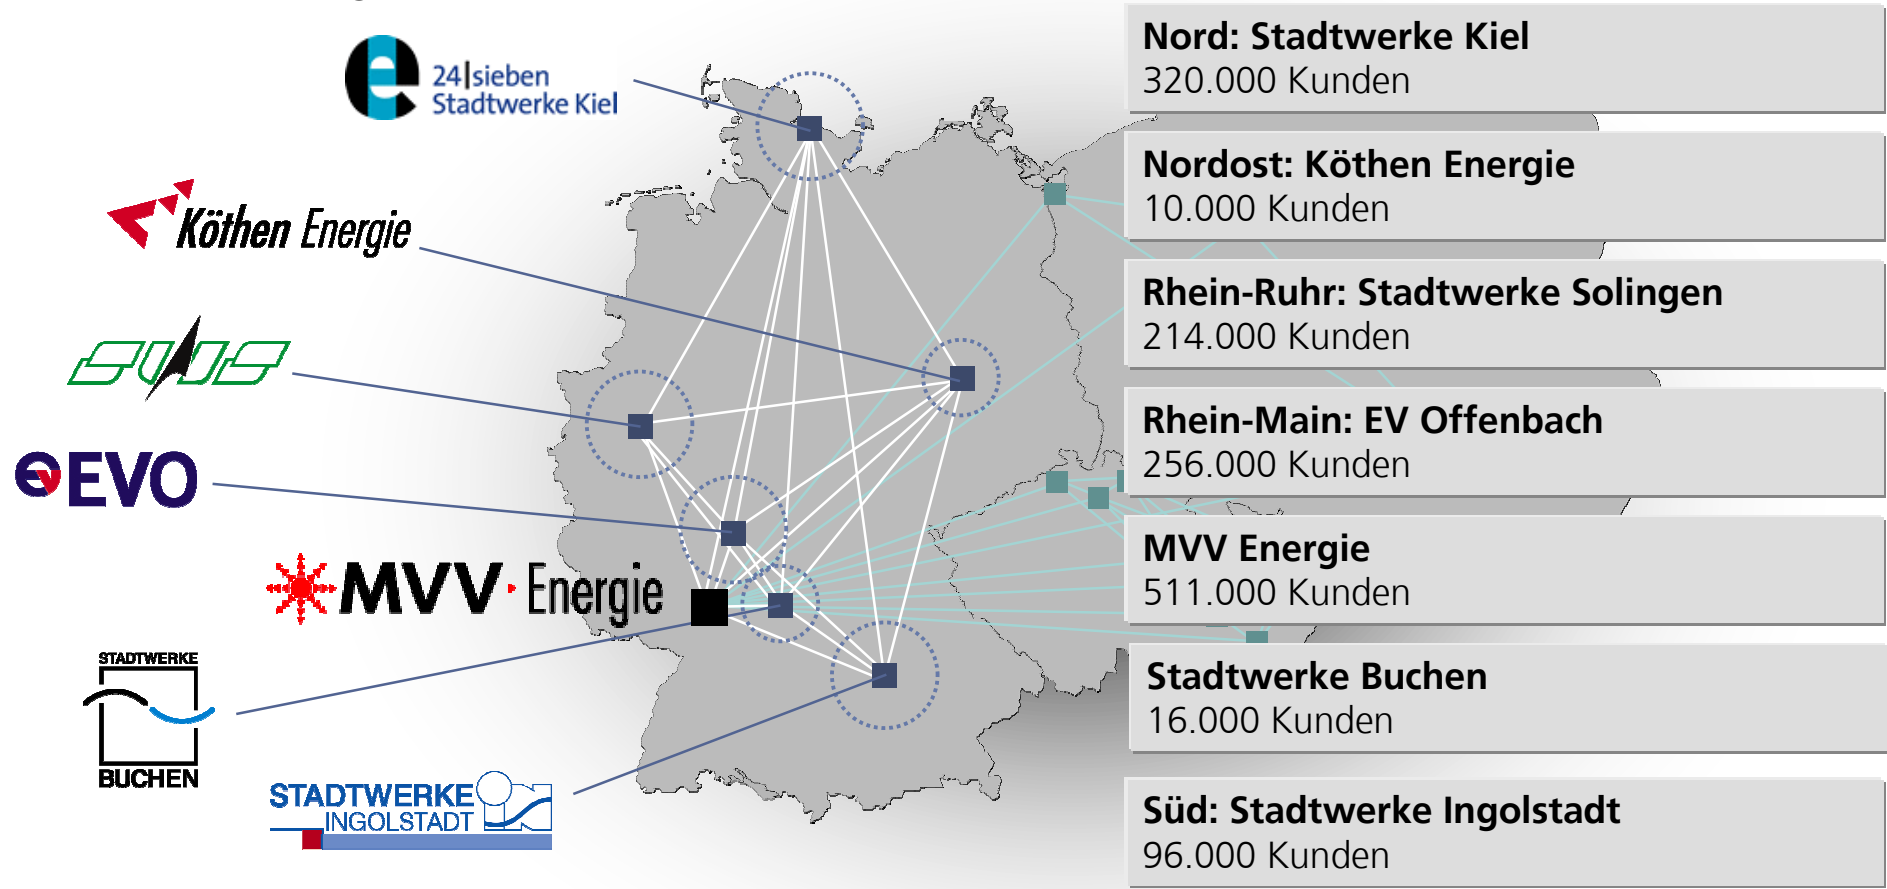 24|sieben
Stadtwerke Kiel
Köthen Energie
SWS
EVO
MVV Energie
STADTWERKE
BUCHEN
STADTWERKE
INGOLSTADT
Nord: Stadtwerke Kiel
320.000 Kunden
Nordost: Köthen Energie
10.000 Kunden
Rhein-Ruhr: Stadtwerke Solingen
214.000 Kunden
Rhein-Main: EV Offenbach
256.000 Kunden
MVV Energie
511.000 Kunden
Stadtwerke Buchen
16.000 Kunden
Süd: Stadtwerke Ingolstadt
96.000 Kunden